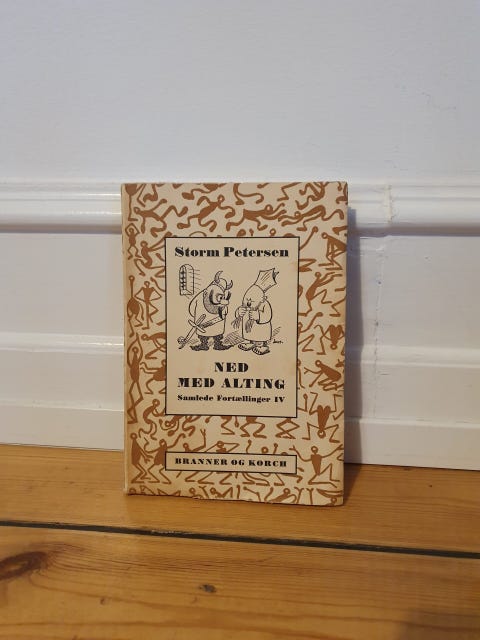 Storm Petersen
NED
MED ALTING
Samlede Fortællinger IV
BRANNER OG KORCH